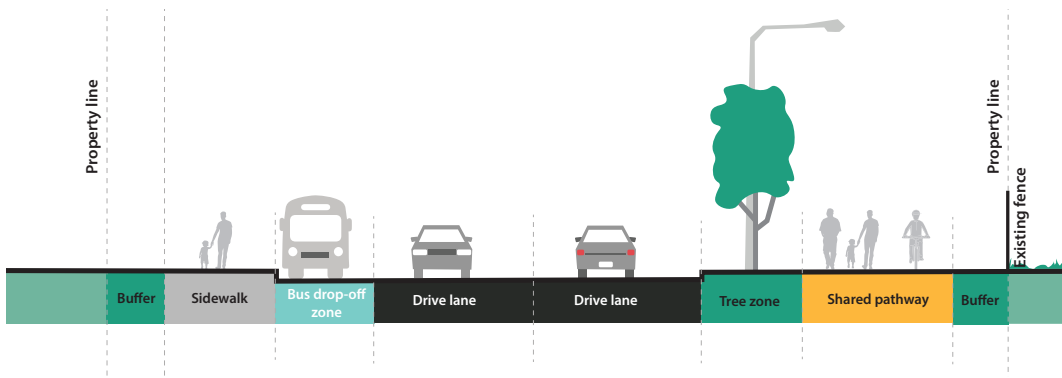 Property line
Property line
Existing fence
Buffer
Sidewalk
Bus drop-off
zone
Drive lane
Drive lane
Tree zone
Shared pathway
Buffer